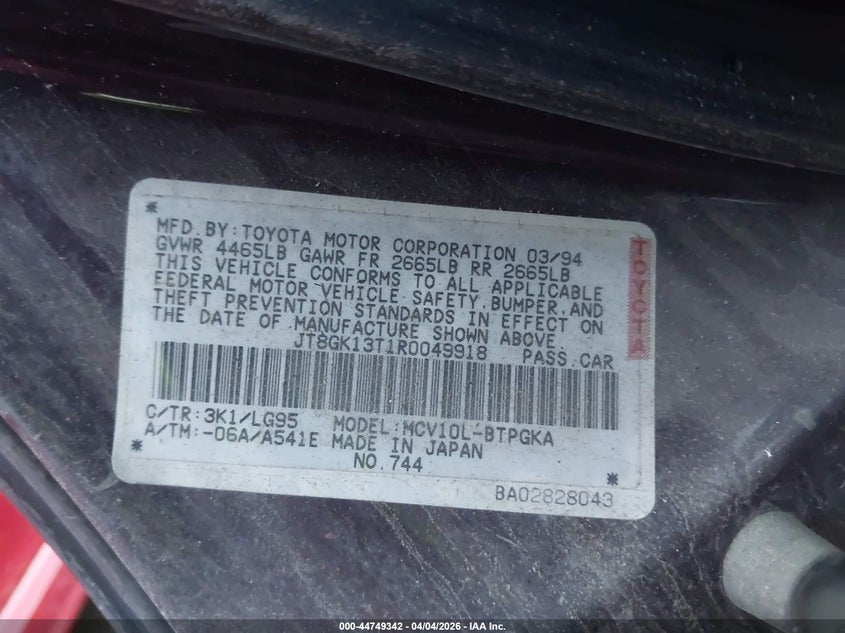 MFD.BY:TOYOTA MOTOR CORPORATION 03/94
GVWR 4465LB GAWR FR 2665LB RR 2665LB
THIS VEHICLE CONFORMS TO ALL APPLICABLE
FEDERAL MOTOR VEHICLE SAFETY,BUMPER,AND
THEFT PREVENTION STANDARDS IN EFFECT ON
THE DATE OF MANUFACTURE SHOWN ABOVE.
JT8GK13T1R0049918 PASS.CAR
TOYOTA
C/TR:3K1/LG95 MODEL:MCV10L-BTPGKA
A/TM:-06A/A541E MADE IN JAPAN
NO.744
BA02828043
000-44749342 - 04/04/2026 - IAA Inc.